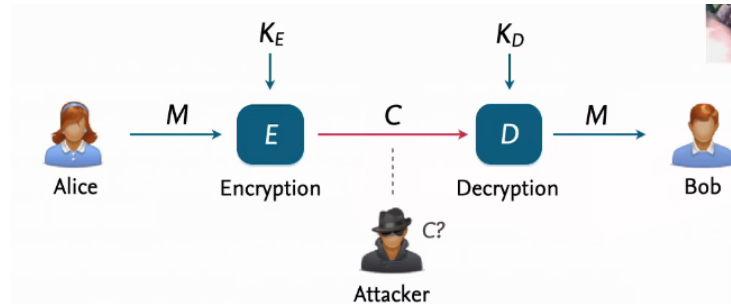 K_E K_D
M C M
E D
Alice Encryption Decryption Bob
C?
Attacker